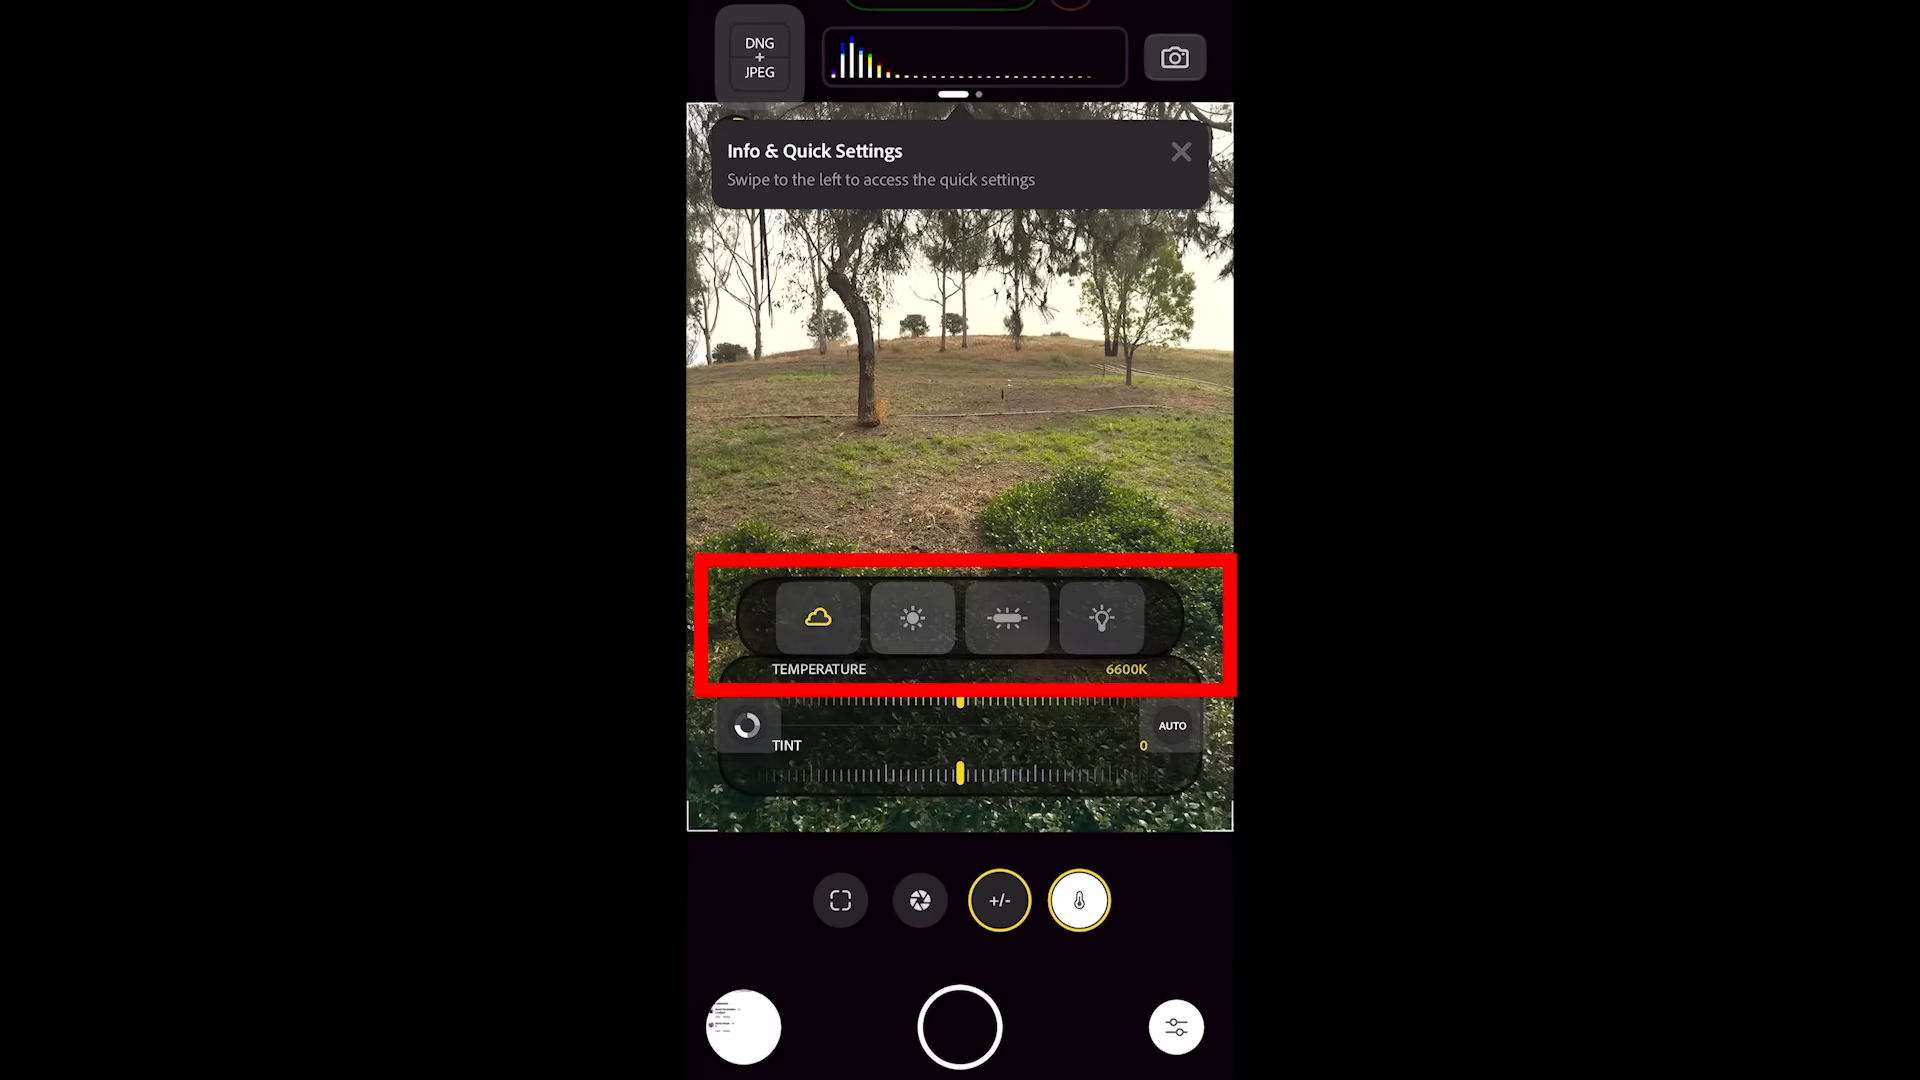 DNG
+
JPEG
Info & Quick Settings
Swipe to the left to access the quick settings
TEMPERATURE 6600K
AUTO
TINT 0
+/-